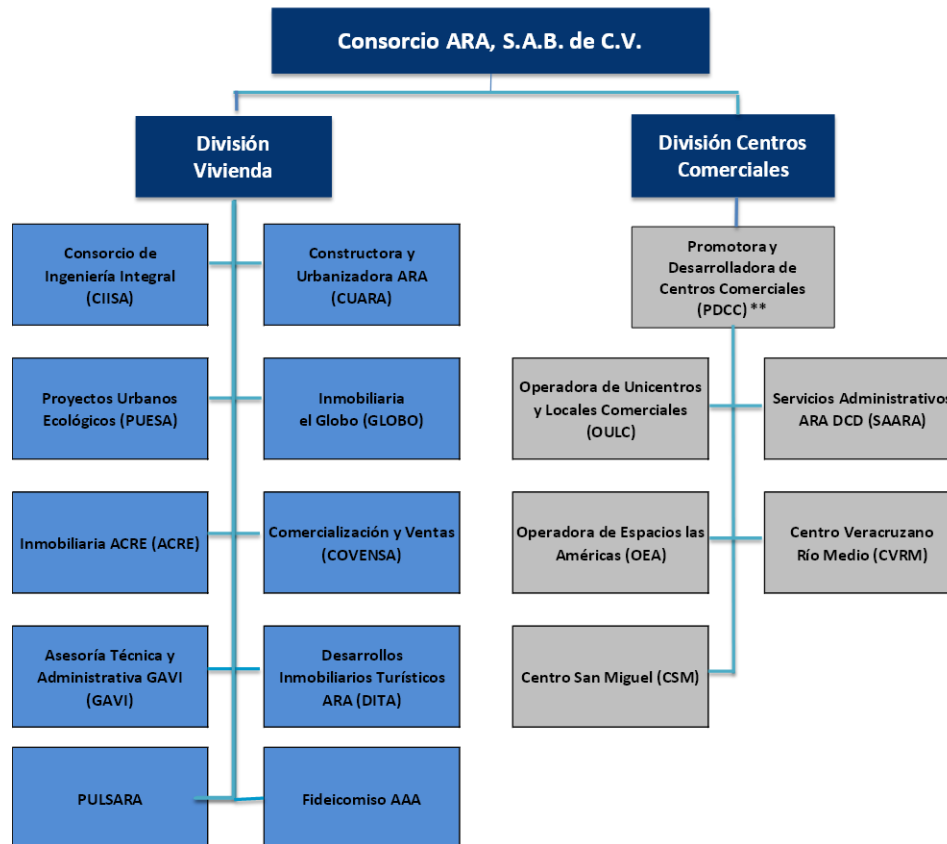 Consorcio ARA, S.A.B. de C.V.
División
Vivienda
División Centros
Comerciales
Consorcio de
Ingeniería Integral
(CIISA)
Constructora y
Urbanizadora ARA
(CUARA)
Promotora y
Desarrolladora de
Centros Comerciales
(PDCC) **
Proyectos Urbanos
Ecológicos (PUESA)
Inmobiliaria
el Globo (GLOBO)
Operadora de Unicentros
y Locales Comerciales
(OULC)
Servicios Administrativos
ARA DCD (SAARA)
Inmobiliaria ACRE (ACRE)
Comercialización y Ventas
(COVENSA)
Operadora de Espacios las
Américas (OEA)
Centro Veracruzano
Río Medio (CVRM)
Asesoría Técnica y
Administrativa GAVI
(GAVI)
Desarrollos
Inmobiliarios Turísticos
ARA (DITA)
Centro San Miguel (CSM)
PULSARA
Fideicomiso AAA